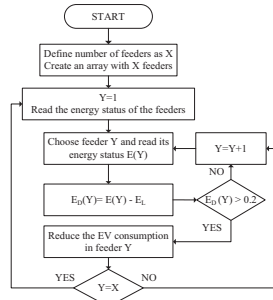 START
Define number of feeders as X
Create an array with X feeders
Y=1
Read the energy status of the feeders
Choose feeder Y and read its
energy status E(Y)
Y=Y+1
NO
E_D(Y)= E(Y) - E_L
E_D(Y) > 0.2
YES
Reduce the EV consumption
in feeder Y
YES
Y=X
NO